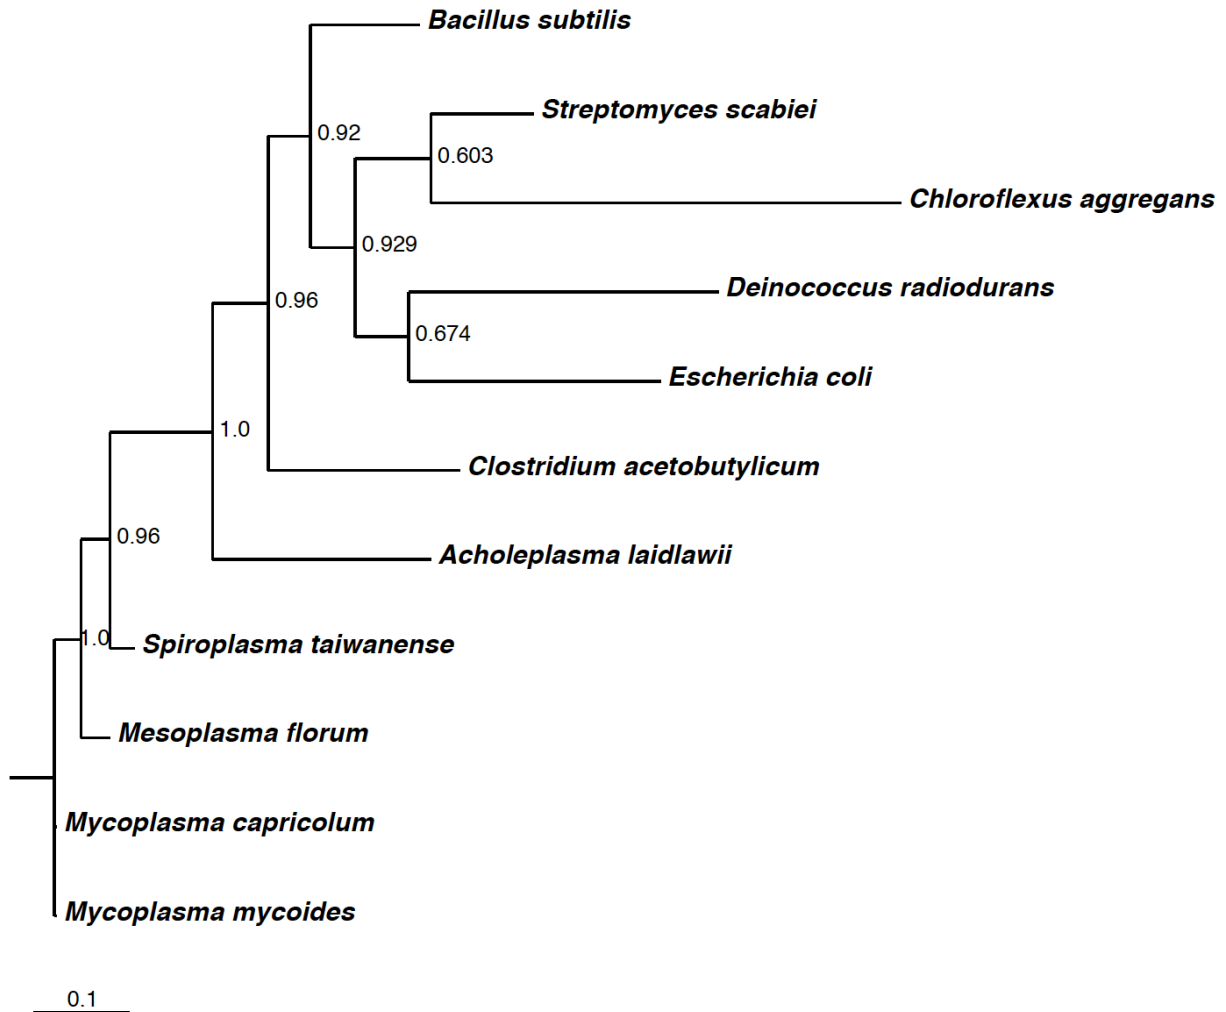 Bacillus subtilis
Streptomyces scabiei
0.92
0.603
Chloroflexus aggregans
0.929
Deinococcus radiodurans
0.96
0.674
Escherichia coli
1.0
Clostridium acetobutylicum
0.96
Acholeplasma laidlawii
1.0
Spiroplasma taiwanense
Mesoplasma florum
Mycoplasma capricolum
Mycoplasma mycoides
0.1